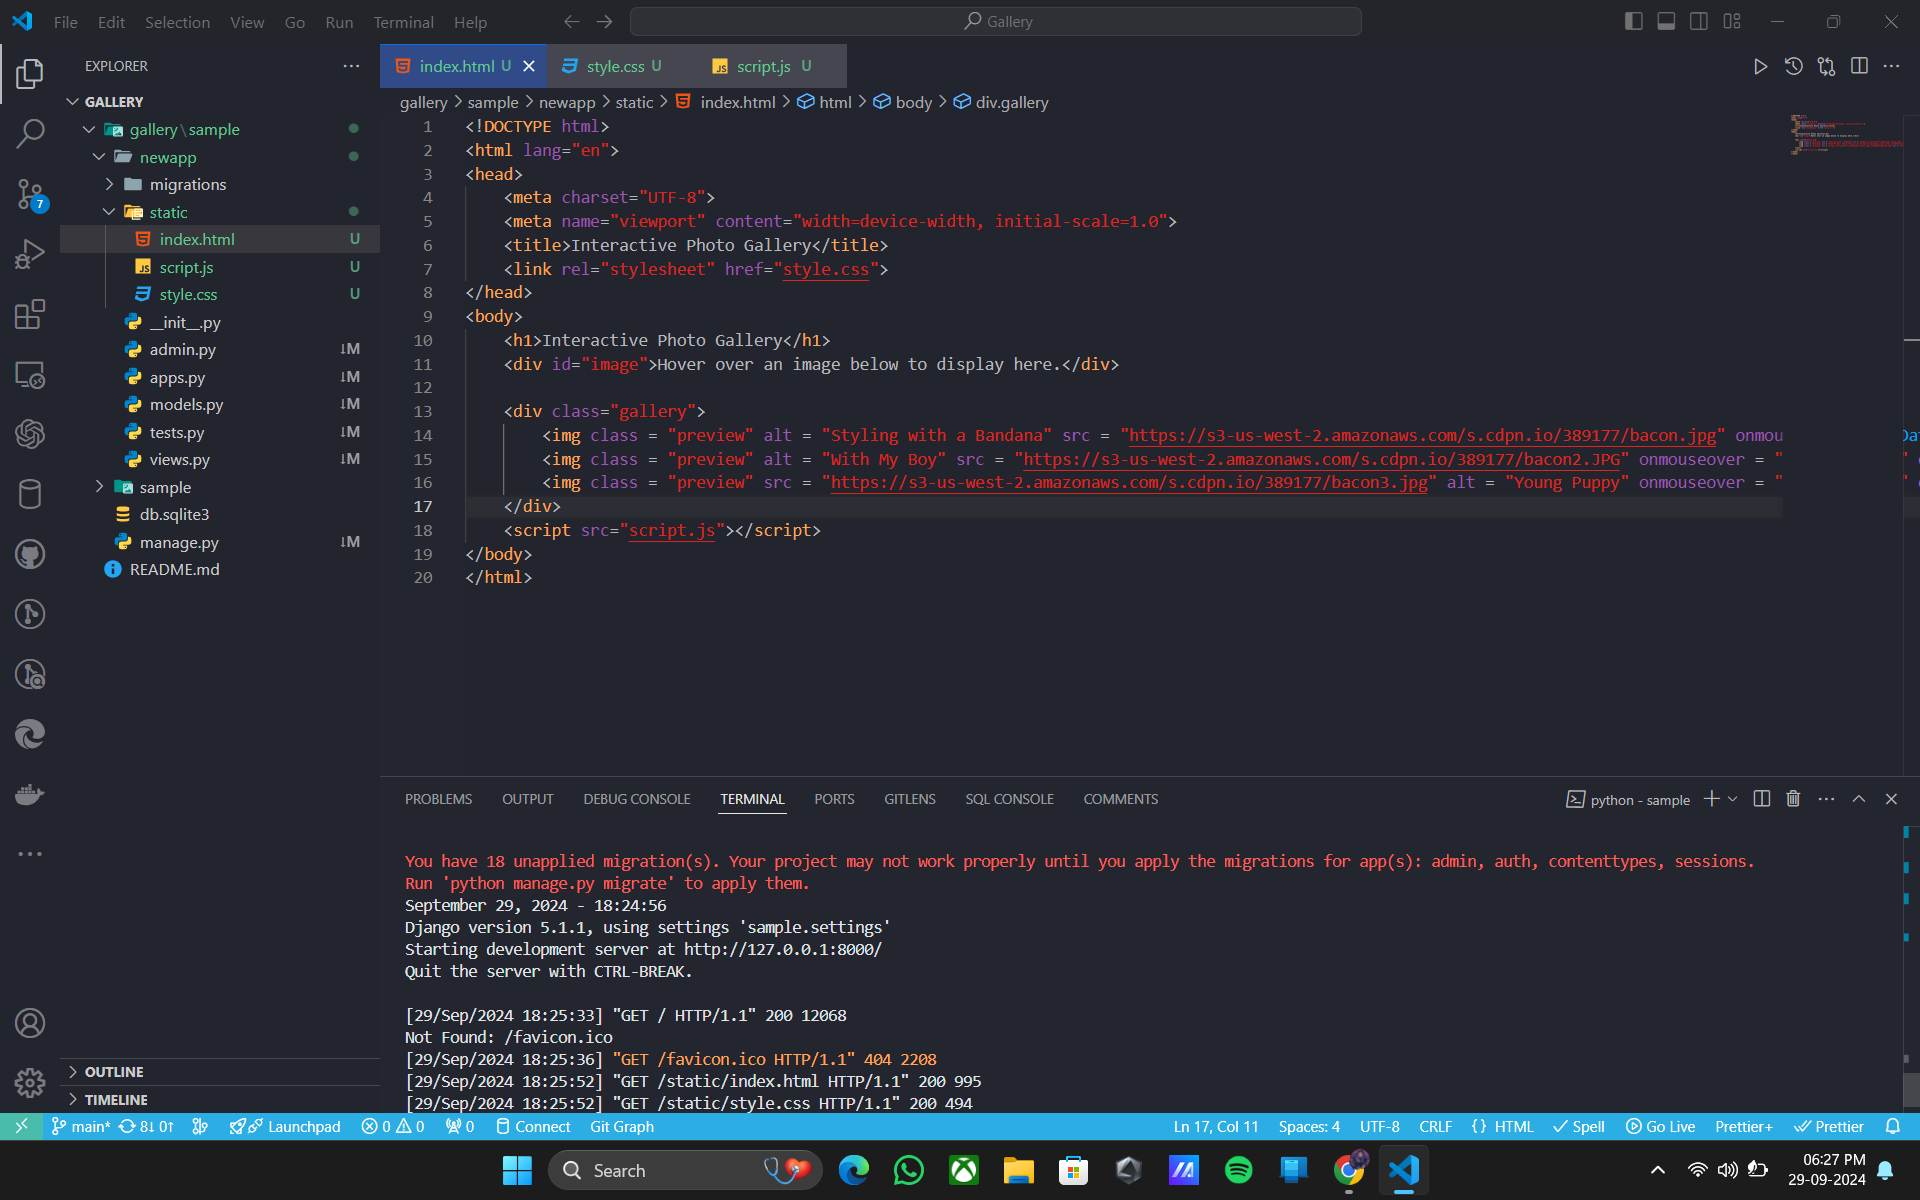 File Edit Selection View Go Run Terminal Help
Gallery
EXPLORER
index.html U
style.css U
script.js U
GALLERY
gallery\sample
newapp
migrations
static
index.html U
script.js U
style.css U
__init__.py
admin.py ↓M
apps.py ↓M
models.py ↓M
tests.py ↓M
views.py ↓M
sample
db.sqlite3
manage.py ↓M
README.md
OUTLINE
TIMELINE
7
gallery > sample > newapp > static > index.html > html > body > div.gallery
1 <!DOCTYPE html>
2 <html lang="en">
3 <head>
4 <meta charset="UTF-8">
5 <meta name="viewport" content="width=device-width, initial-scale=1.0">
6 <title>Interactive Photo Gallery</title>
7 <link rel="stylesheet" href="style.css">
8 </head>
9 <body>
10 <h1>Interactive Photo Gallery</h1>
11 <div id="image">Hover over an image below to display here.</div>
12
13 <div class="gallery">
14 <img class = "preview" alt = "Styling with a Bandana" src = "https://s3-us-west-2.amazonaws.com/s.cdpn.io/389177/bacon.jpg" onmou
15 <img class = "preview" alt = "With My Boy" src = "https://s3-us-west-2.amazonaws.com/s.cdpn.io/389177/bacon2.JPG" onmouseover = "
16 <img class = "preview" src = "https://s3-us-west-2.amazonaws.com/s.cdpn.io/389177/bacon3.jpg" alt = "Young Puppy" onmouseover = "
17 </div>
18 <script src="script.js"></script>
19 </body>
20 </html>
PROBLEMS OUTPUT DEBUG CONSOLE TERMINAL PORTS GITLENS SQL CONSOLE COMMENTS
python - sample
You have 18 unapplied migration(s). Your project may not work properly until you apply the migrations for app(s): admin, auth, contenttypes, sessions.
Run 'python manage.py migrate' to apply them.
September 29, 2024 - 18:24:56
Django version 5.1.1, using settings 'sample.settings'
Starting development server at http://127.0.0.1:8000/
Quit the server with CTRL-BREAK.
[29/Sep/2024 18:25:33] "GET / HTTP/1.1" 200 12068
Not Found: /favicon.ico
[29/Sep/2024 18:25:36] "GET /favicon.ico HTTP/1.1" 404 2208
[29/Sep/2024 18:25:52] "GET /static/index.html HTTP/1.1" 200 995
[29/Sep/2024 18:25:52] "GET /static/style.css HTTP/1.1" 200 494
main* 8↓ 0↑ Launchpad 0 0 0 Connect Git Graph
Ln 17, Col 11 Spaces: 4 UTF-8 CRLF {} HTML Spell Go Live Prettier+ Prettier
Search
06:27 PM
29-09-2024